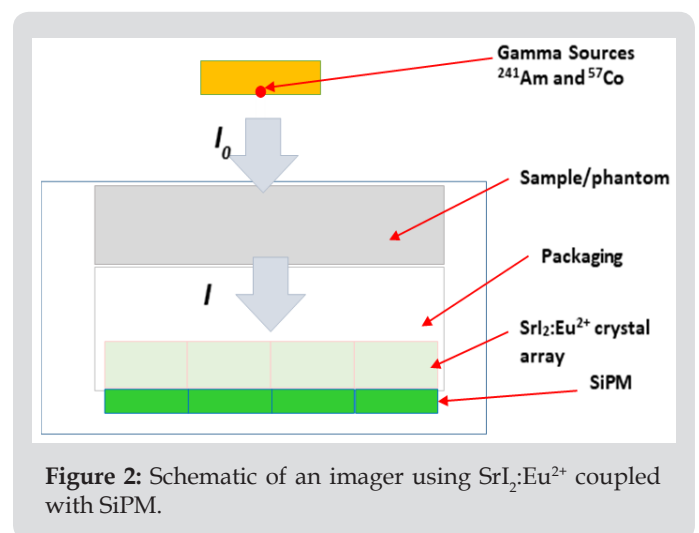 Gamma Sources
²⁴¹Am and ⁵⁷Co
I₀
Sample/phantom
Packaging
I
SrI₂:Eu²⁺ crystal
array
SiPM
Figure 2: Schematic of an imager using SrI₂:Eu²⁺ coupled
with SiPM.